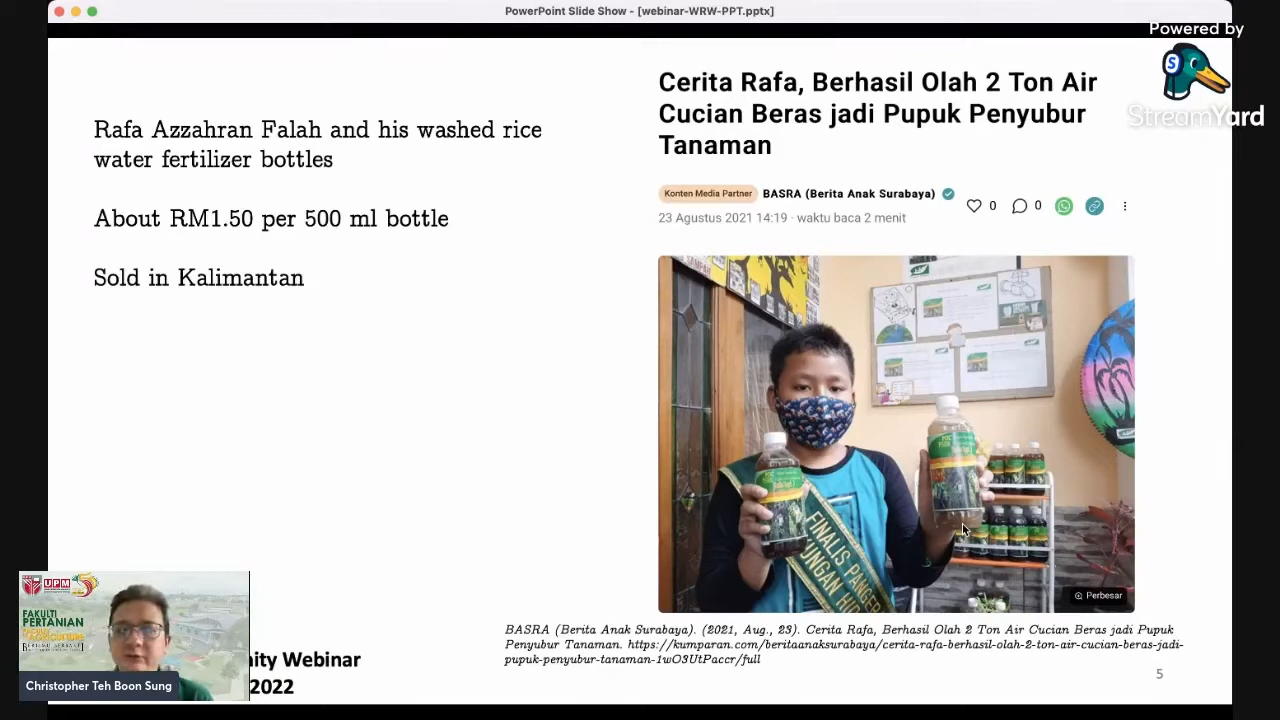 PowerPoint Slide Show - [webinar-WRW-PPT.pptx]
Powered by
StreamYard
Rafa Azzahran Falah and his washed rice
water fertilizer bottles
About RM1.50 per 500 ml bottle
Sold in Kalimantan
Cerita Rafa, Berhasil Olah 2 Ton Air
Cucian Beras jadi Pupuk Penyubur
Tanaman
Konten Media Partner BASRA (Berita Anak Surabaya)
23 Agustus 2021 14:19 · waktu baca 2 menit
0 0
SAMPAH
FINALIS PANGER
Perbesar
BASRA (Berita Anak Surabaya). (2021, Aug., 23). Cerita Rafa, Berhasil Olah 2 Ton Air Cucian Beras jadi Pupuk
Penyubur Tanaman. https://kumparan.com/beritaanaksurabaya/cerita-rafa-berhasil-olah-2-ton-air-cucian-beras-jadi-
pupuk-penyubur-tanaman-1wO3UtPaccr/full
5
UPM
FAKULTI
PERTANIAN
Christopher Teh Boon Sung
ity Webinar
2022